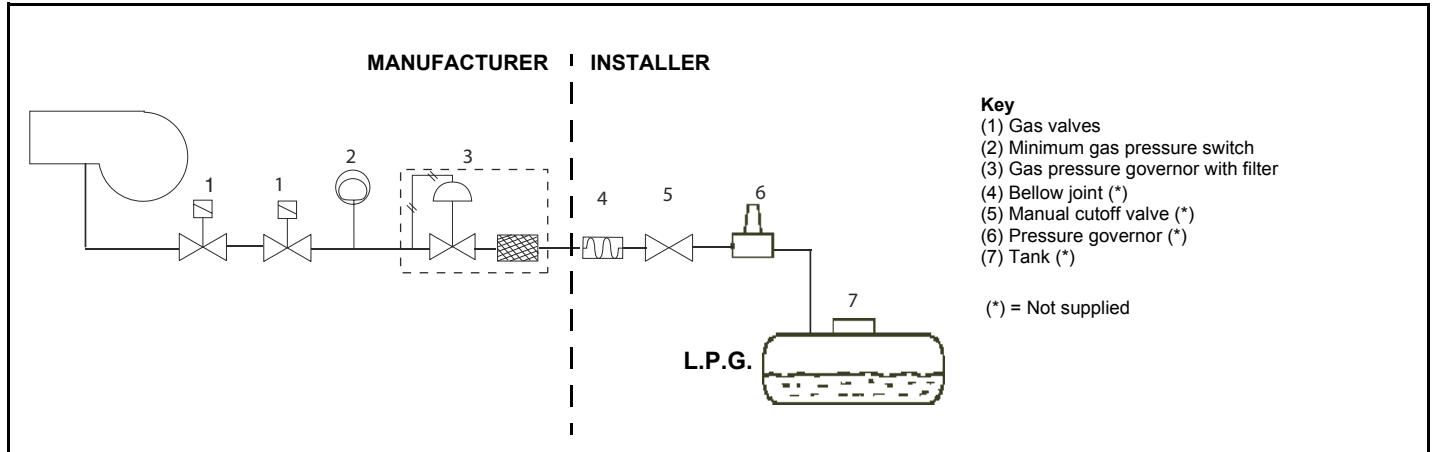 MANUFACTURER INSTALLER
Key
(1) Gas valves
(2) Minimum gas pressure switch
(3) Gas pressure governor with filter
(4) Bellow joint (*)
(5) Manual cutoff valve (*)
(6) Pressure governor (*)
(7) Tank (*)
(*) = Not supplied
1 1 2 3 4 5 6
7
L.P.G.